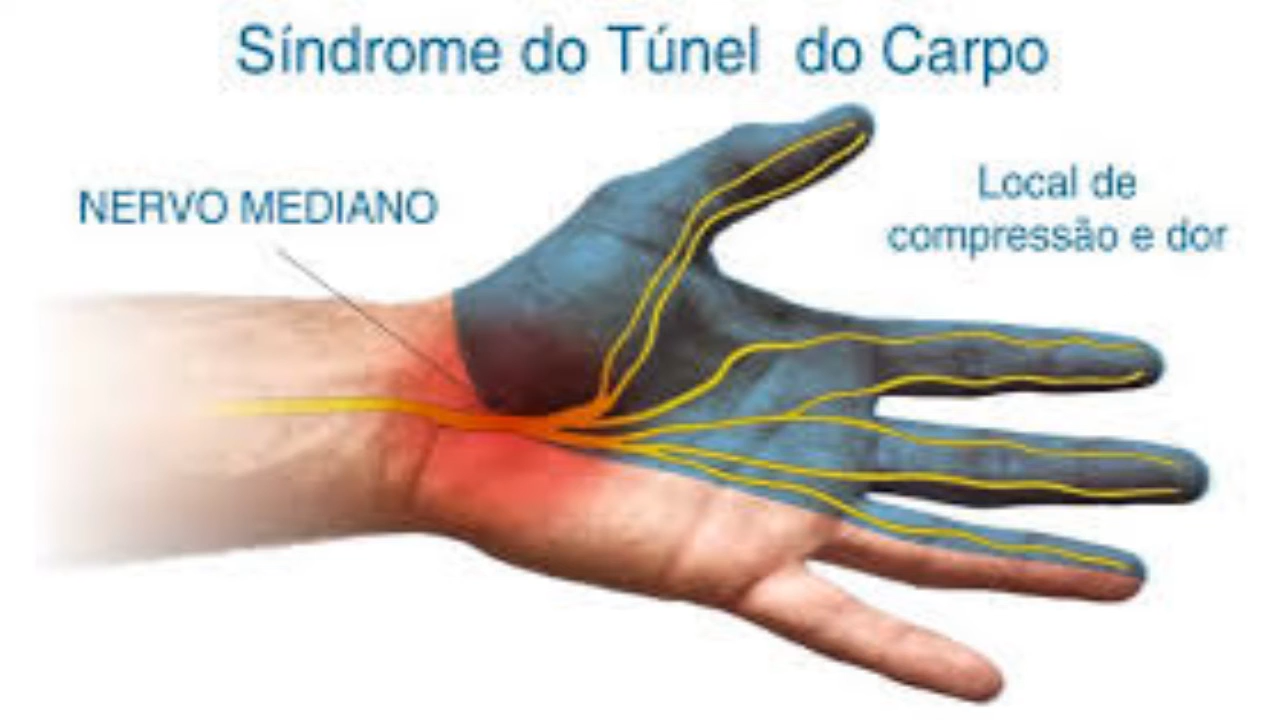 Síndrome do Túnel do Carpo
NERVO MEDIANO
Local de
compressão e dor